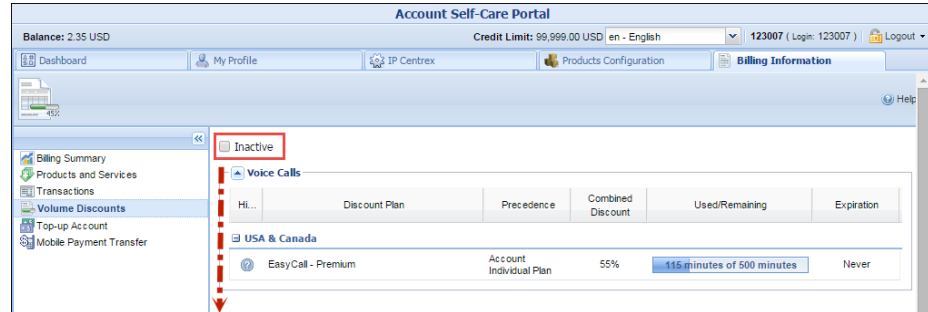 Account Self-Care Portal
Balance: 2.35 USD Credit Limit: 99,999.00 USD en - English 123007 ( Login: 123007 ) Logout
Dashboard My Profile IP Centrex Products Configuration Billing Information
45% Help
Inactive
Billing Summary
Products and Services
Transactions
Volume Discounts
Top-up Account
Mobile Payment Transfer
Voice Calls
Hi... Discount Plan Precedence Combined Discount Used/Remaining Expiration
USA & Canada
EasyCall - Premium Account Individual Plan 55% 115 minutes of 500 minutes Never